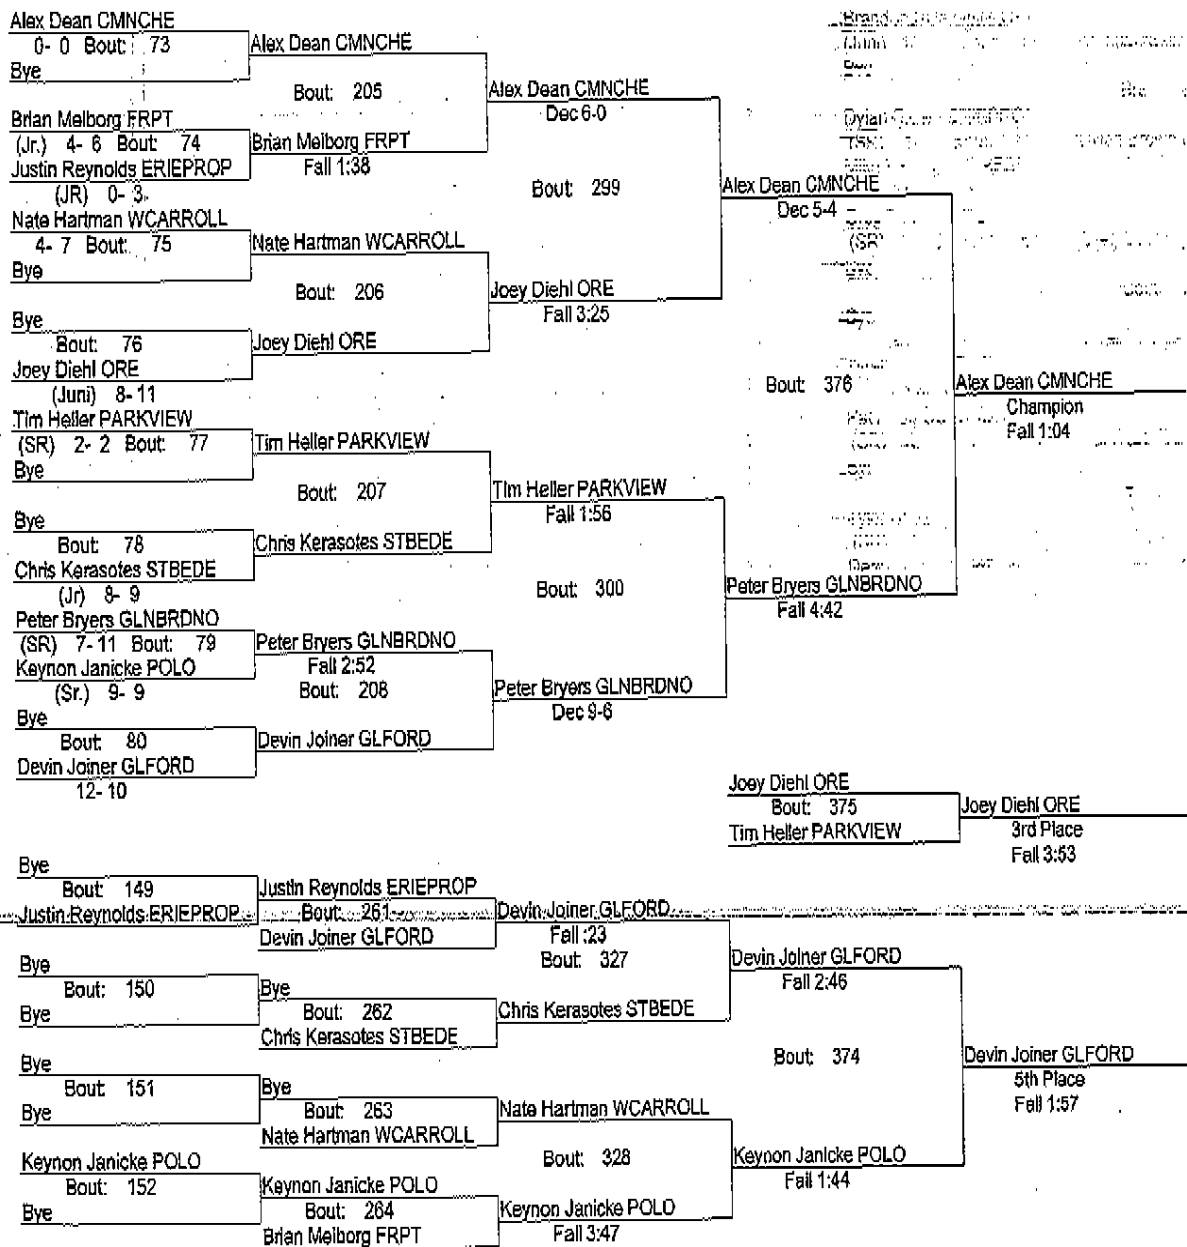 Alex Dean CMNCHE
0- 0 Bout: 73
Bye
Alex Dean CMNCHE
Bout: 205
Brian Melborg FRPT
(Jr.) 4- 6 Bout: 74
Justin Reynolds ERIEPROP
(JR) 0- 3
Brian Melborg FRPT
Fall 1:38
Alex Dean CMNCHE
Dec 6-0
Bout: 299
Nate Hartman WCARROLL
4- 7 Bout: 75
Bye
Nate Hartman WCARROLL
Bout: 206
Bye
Bout: 76
Joey Diehl ORE
(Juni) 8- 11
Joey Diehl ORE
Joey Diehl ORE
Fall 3:25
Alex Dean CMNCHE
Dec 5-4
(SR)
Bout: 376
Tim Heller PARKVIEW
(SR) 2- 2 Bout: 77
Bye
Tim Heller PARKVIEW
Bout: 207
Bye
Bout: 78
Chris Kerasotes STBEDE
(Jr) 8- 9
Chris Kerasotes STBEDE
Tim Heller PARKVIEW
Fall 1:56
Bout: 300
Peter Bryers GLNBRDNO
(SR) 7- 11 Bout: 79
Keynon Janicke POLO
(Sr.) 9- 9
Peter Bryers GLNBRDNO
Fall 2:52
Bout: 208
Bye
Bout: 80
Devin Joiner GLFORD
12- 10
Devin Joiner GLFORD
Peter Bryers GLNBRDNO
Dec 9-6
Peter Bryers GLNBRDNO
Fall 4:42
Alex Dean CMNCHE
Champion
Fall 1:04
Joey Diehl ORE
Bout: 375
Tim Heller PARKVIEW
Joey Diehl ORE
3rd Place
Fall 3:53
Bye
Bout: 149
Justin Reynolds ERIEPROP
Justin Reynolds ERIEPROP
Bout: 261
Devin Joiner GLFORD
Devin Joiner GLFORD
Fall :23
Bout: 327
Bye
Bout: 150
Bye
Bye
Bout: 262
Chris Kerasotes STBEDE
Chris Kerasotes STBEDE
Devin Joiner GLFORD
Fall 2:46
Bout: 374
Bye
Bout: 151
Bye
Bye
Bout: 263
Nate Hartman WCARROLL
Nate Hartman WCARROLL
Bout: 328
Keynon Janicke POLO
Bout: 152
Bye
Keynon Janicke POLO
Bout: 264
Brian Melborg FRPT
Keynon Janicke POLO
Fall 3:47
Keynon Janicke POLO
Fall 1:44
Devin Joiner GLFORD
5th Place
Fall 1:57